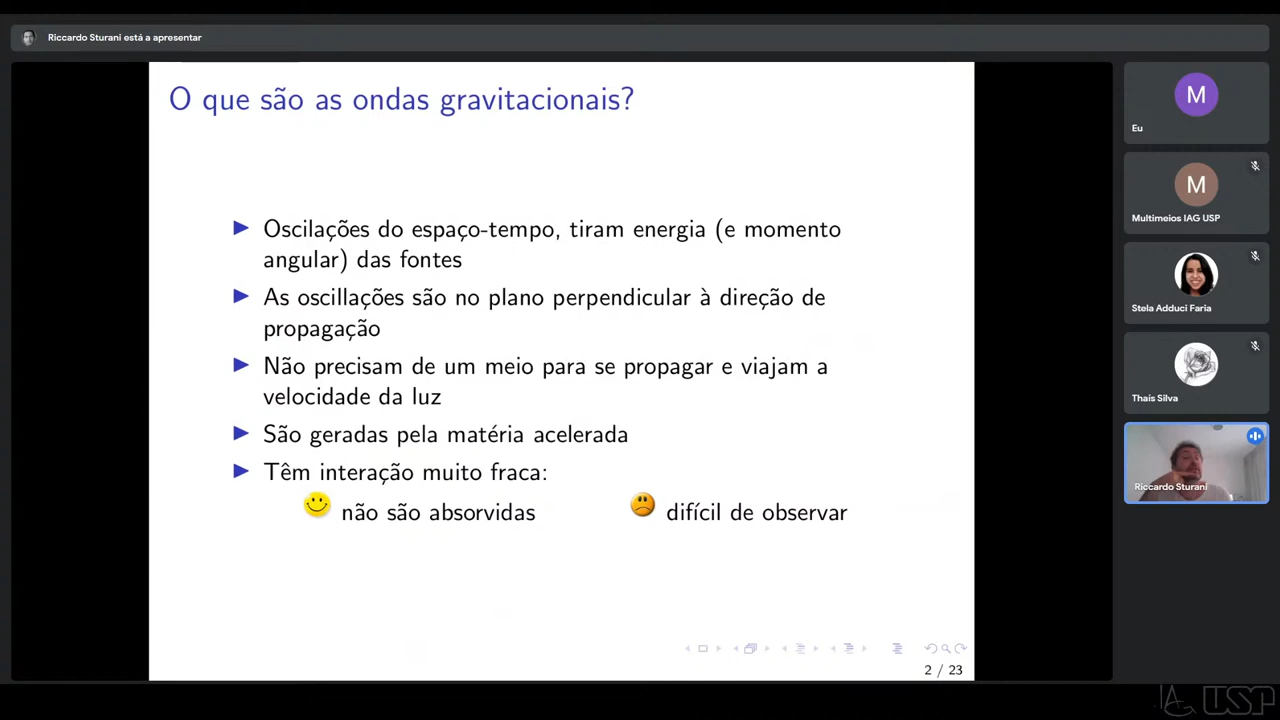 Riccardo Sturani está a apresentar
O que são as ondas gravitacionais?
Oscilações do espaço-tempo, tiram energia (e momento
angular) das fontes
As oscillações são no plano perpendicular à direção de
propagação
Não precisam de um meio para se propagar e viajam a
velocidade da luz
São geradas pela matéria acelerada
Têm interação muito fraca:
não são absorvidas
difícil de observar
2 / 23
M
Eu
M
Multimeios IAG USP
Stela Adduci Faria
Thaís Silva
Riccardo Sturani
IAG USP